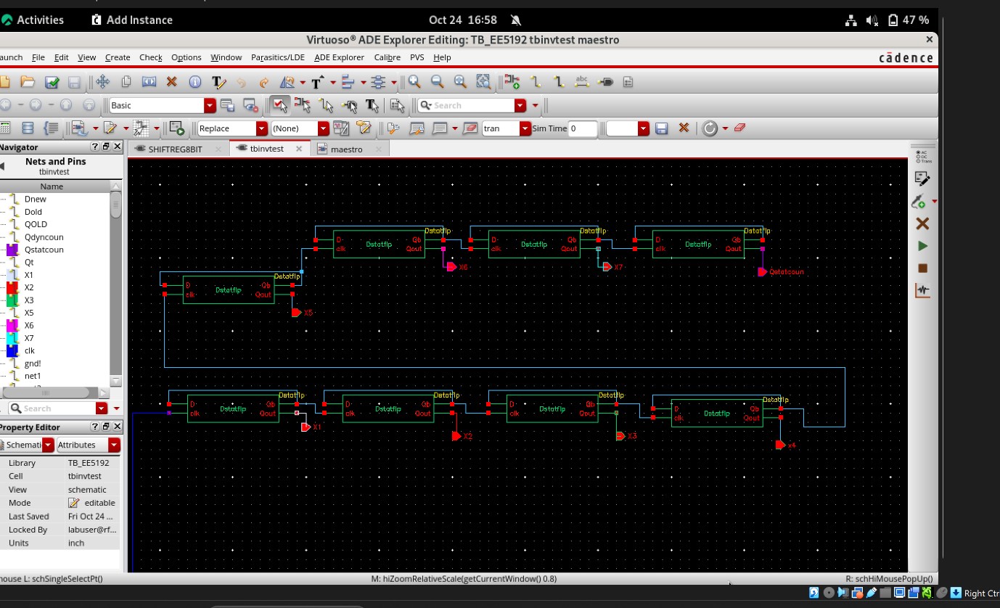 Activities Add Instance Oct 24 16:58 47 %
Virtuoso® ADE Explorer Editing: TB_EE5192 tbinvtest maestro ×
aunch File Edit View Create Check Options Window Parasitics/LDE ADE Explorer Calibre PVS Help cādence
abc
Basic Search
Replace (None) tran Sim Time 0
Navigator ? SHIFTREG8BIT tbinvtest maestro
Nets and Pins
tbinvtest
Name
Dnew
Dold
QOLD
Qdyncoun
Qstatcoun
Qt
X1
X2
X3
X5
X6
X7
clk
gnd!
net1
Search
Property Editor ?
Schemati Attributes
Library TB_EE5192
Cell tbinvtest
View schematic
Mode editable
Last Saved Fri Oct 24 ...
Locked By labuser@rf...
Units inch
AC
DC
Trans
Dstatflp Dstatflp Dstatflp
D Dstatflp Qb D Dstatflp Qb D Dstatflp Qb
clk Qout clk Qout clk Qout
X6 X7 Qstatcoun
Dstatflp
D Dstatflp Qb
clk Qout
X5
Dstatflp Dstatflp Dstatflp Dstatflp
D Dstatflp Qb D Dstatflp Qb D Dstatflp Qb D Dstatflp Qb
clk Qout clk Qout clk Qout clk Qout
X1 X2 X3 x4
mouse L: schSingleSelectPt() M: hiZoomRelativeScale(getCurrentWindow() 0.8) R: schHiMousePopUp()
Right Ctr